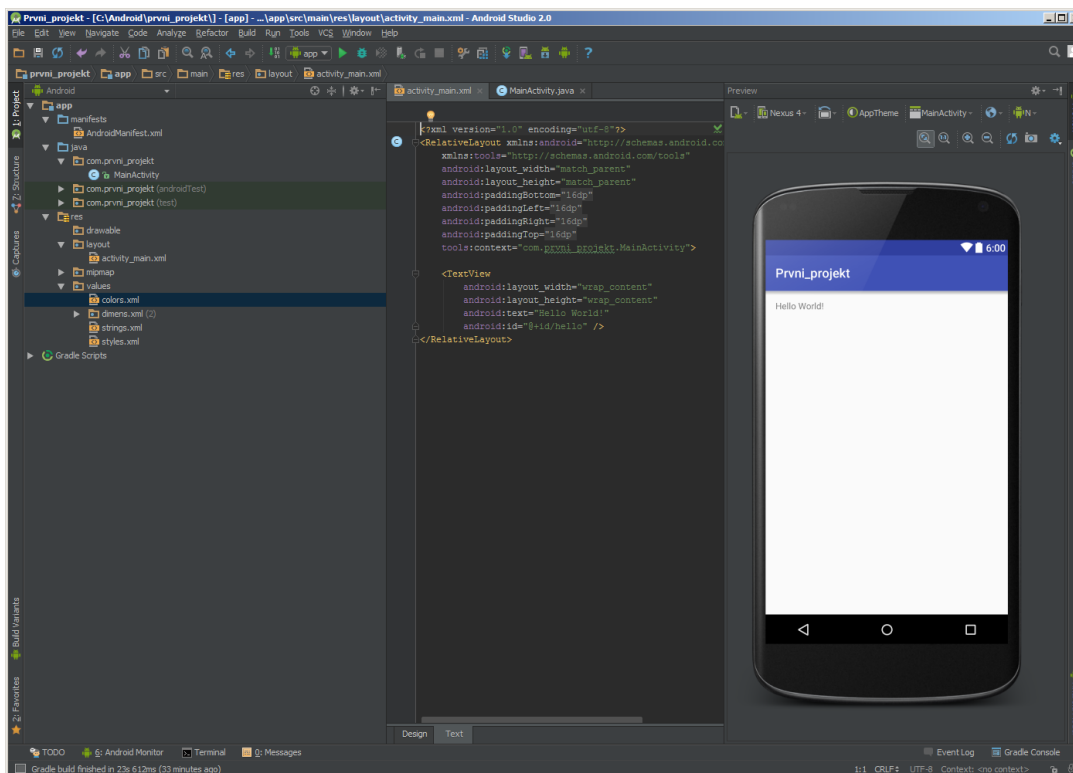 Prvni_projekt - [C:\Android\prvni_projekt\] - [app] - ...\app\src\main\res\layout\activity_main.xml - Android Studio 2.0
File Edit View Navigate Code Analyze Refactor Build Run Tools VCS Window Help
app
prvni_projekt app src main res layout activity_main.xml
Android
activity_main.xml
MainActivity.java
Preview
1: Project
Z: Structure
Captures
Build Variants
2: Favorites
app
manifests
AndroidManifest.xml
java
com.prvni_projekt
MainActivity
com.prvni_projekt (androidTest)
com.prvni_projekt (test)
res
drawable
layout
activity_main.xml
mipmap
values
colors.xml
dimens.xml (2)
strings.xml
styles.xml
Gradle Scripts
<?xml version="1.0" encoding="utf-8"?>
<RelativeLayout xmlns:android="http://schemas.android.co
xmlns:tools="http://schemas.android.com/tools"
android:layout_width="match_parent"
android:layout_height="match_parent"
android:paddingBottom="16dp"
android:paddingLeft="16dp"
android:paddingRight="16dp"
android:paddingTop="16dp"
tools:context="com.prvni_projekt.MainActivity">
<TextView
android:layout_width="wrap_content"
android:layout_height="wrap_content"
android:text="Hello World!"
android:id="@+id/hello" />
</RelativeLayout>
Design Text
Nexus 4 AppTheme MainActivity N
6:00
Prvni_projekt
Hello World!
TODO 6: Android Monitor Terminal 0: Messages Event Log Gradle Console
Gradle build finished in 23s 612ms (33 minutes ago) 1:1 CRLF UTF-8 Context: <no context>